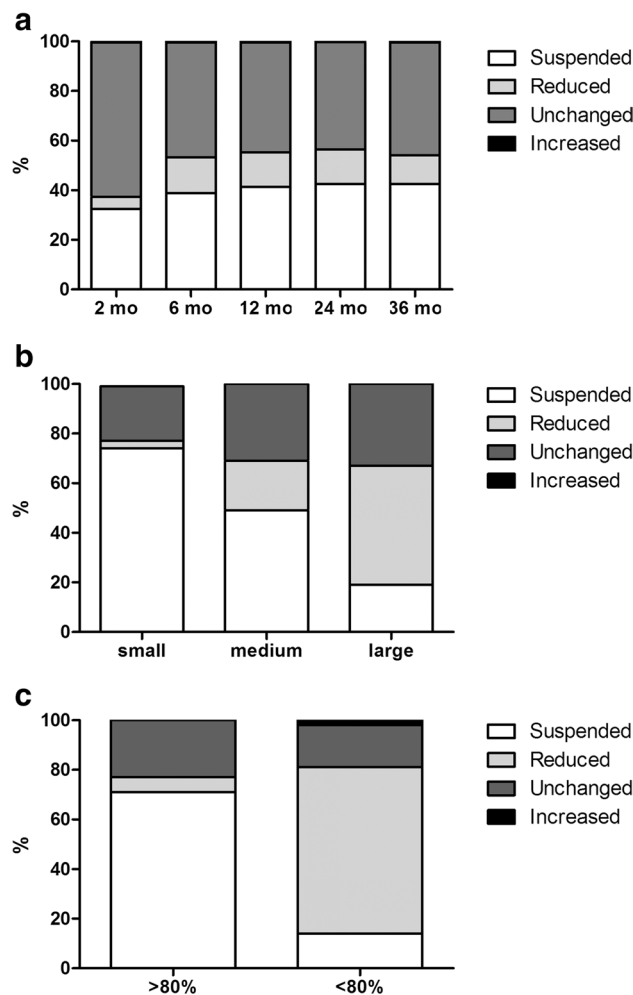 a
100
80
60
40
20
0
%
2 mo 6 mo 12 mo 24 mo 36 mo
Suspended
Reduced
Unchanged
Increased
b
100
80
60
40
20
0
%
small medium large
Suspended
Reduced
Unchanged
Increased
c
100
80
60
40
20
0
%
>80% <80%
Suspended
Reduced
Unchanged
Increased